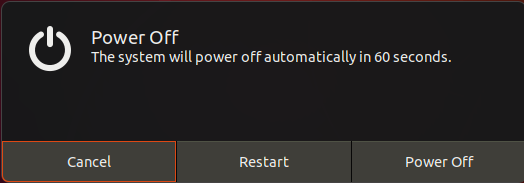 Power Off
The system will power off automatically in 60 seconds.
Cancel
Restart
Power Off